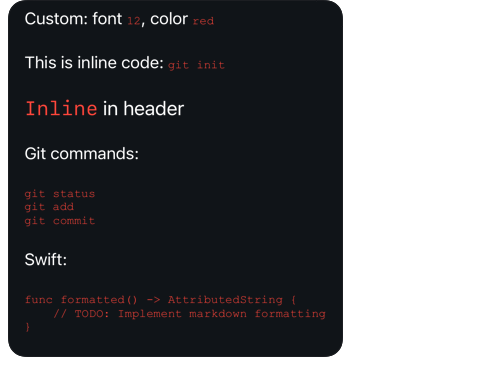 Custom: font 12, color red
This is inline code: git init
Inline in header
Git commands:
git status
git add
git commit
Swift:
func formatted() -> AttributedString {
    // TODO: Implement markdown formatting
}